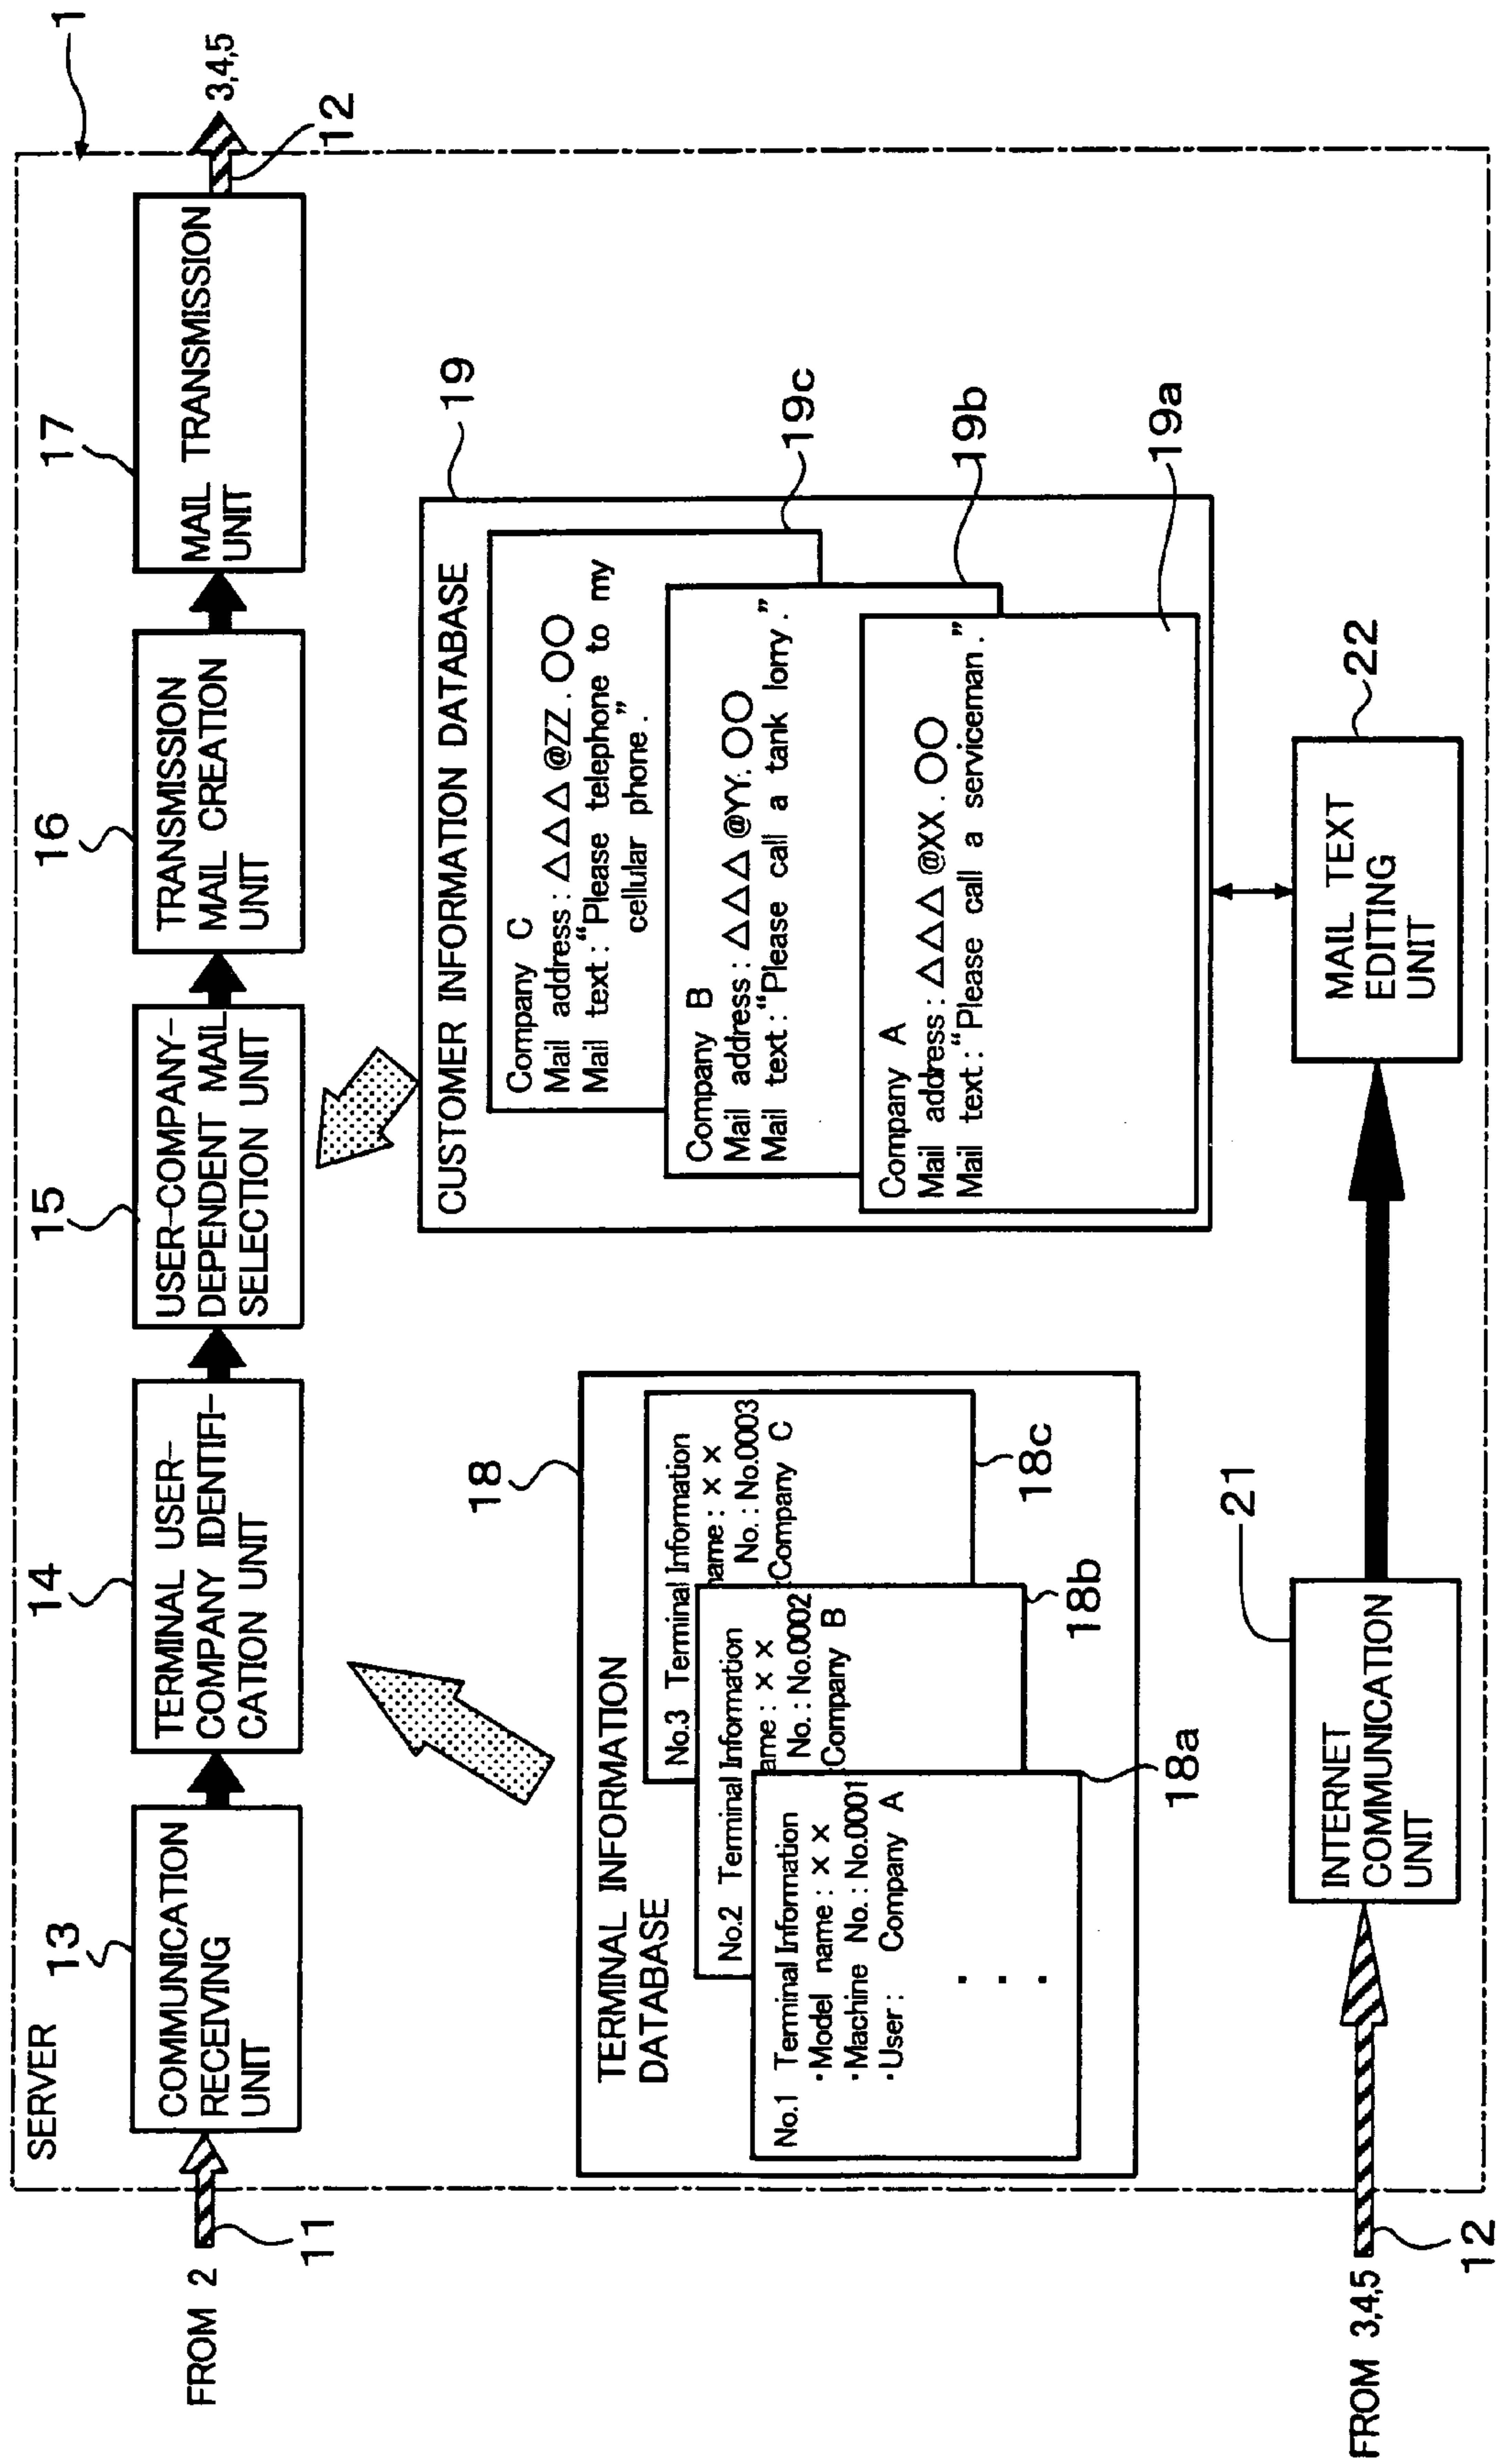 1
SERVER
FROM 2
11
13
COMMUNICATION
RECEIVING
UNIT
14
TERMINAL USER-
COMPANY IDENTIFI-
CATION UNIT
15
USER-COMPANY-
DEPENDENT MAIL
SELECTION UNIT
16
TRANSMISSION
MAIL CREATION
UNIT
17
MAIL TRANSMISSION
UNIT
12
3,4,5
18
TERMINAL INFORMATION
DATABASE
No.3 Terminal Information
name : × ×
No. : No.0003
Company C
18c
No.2 Terminal Information
ame : × ×
No. : No.0002
Company B
18b
No.1 Terminal Information
·Model name : × ×
·Machine No. : No.0001
·User : Company A
. . .
18a
19
CUSTOMER INFORMATION DATABASE
Company C
Mail address : △△△@ZZ.○○
Mail text : “Please telephone to my
cellular phone.”
19c
Company B
Mail address : △△△@YY.○○
Mail text : “Please call a tank lorry.”
19b
Company A
Mail address : △△△@XX.○○
Mail text : “Please call a serviceman.”
19a
FROM 3,4,5
12
21
INTERNET
COMMUNICATION
UNIT
22
MAIL TEXT
EDITING
UNIT